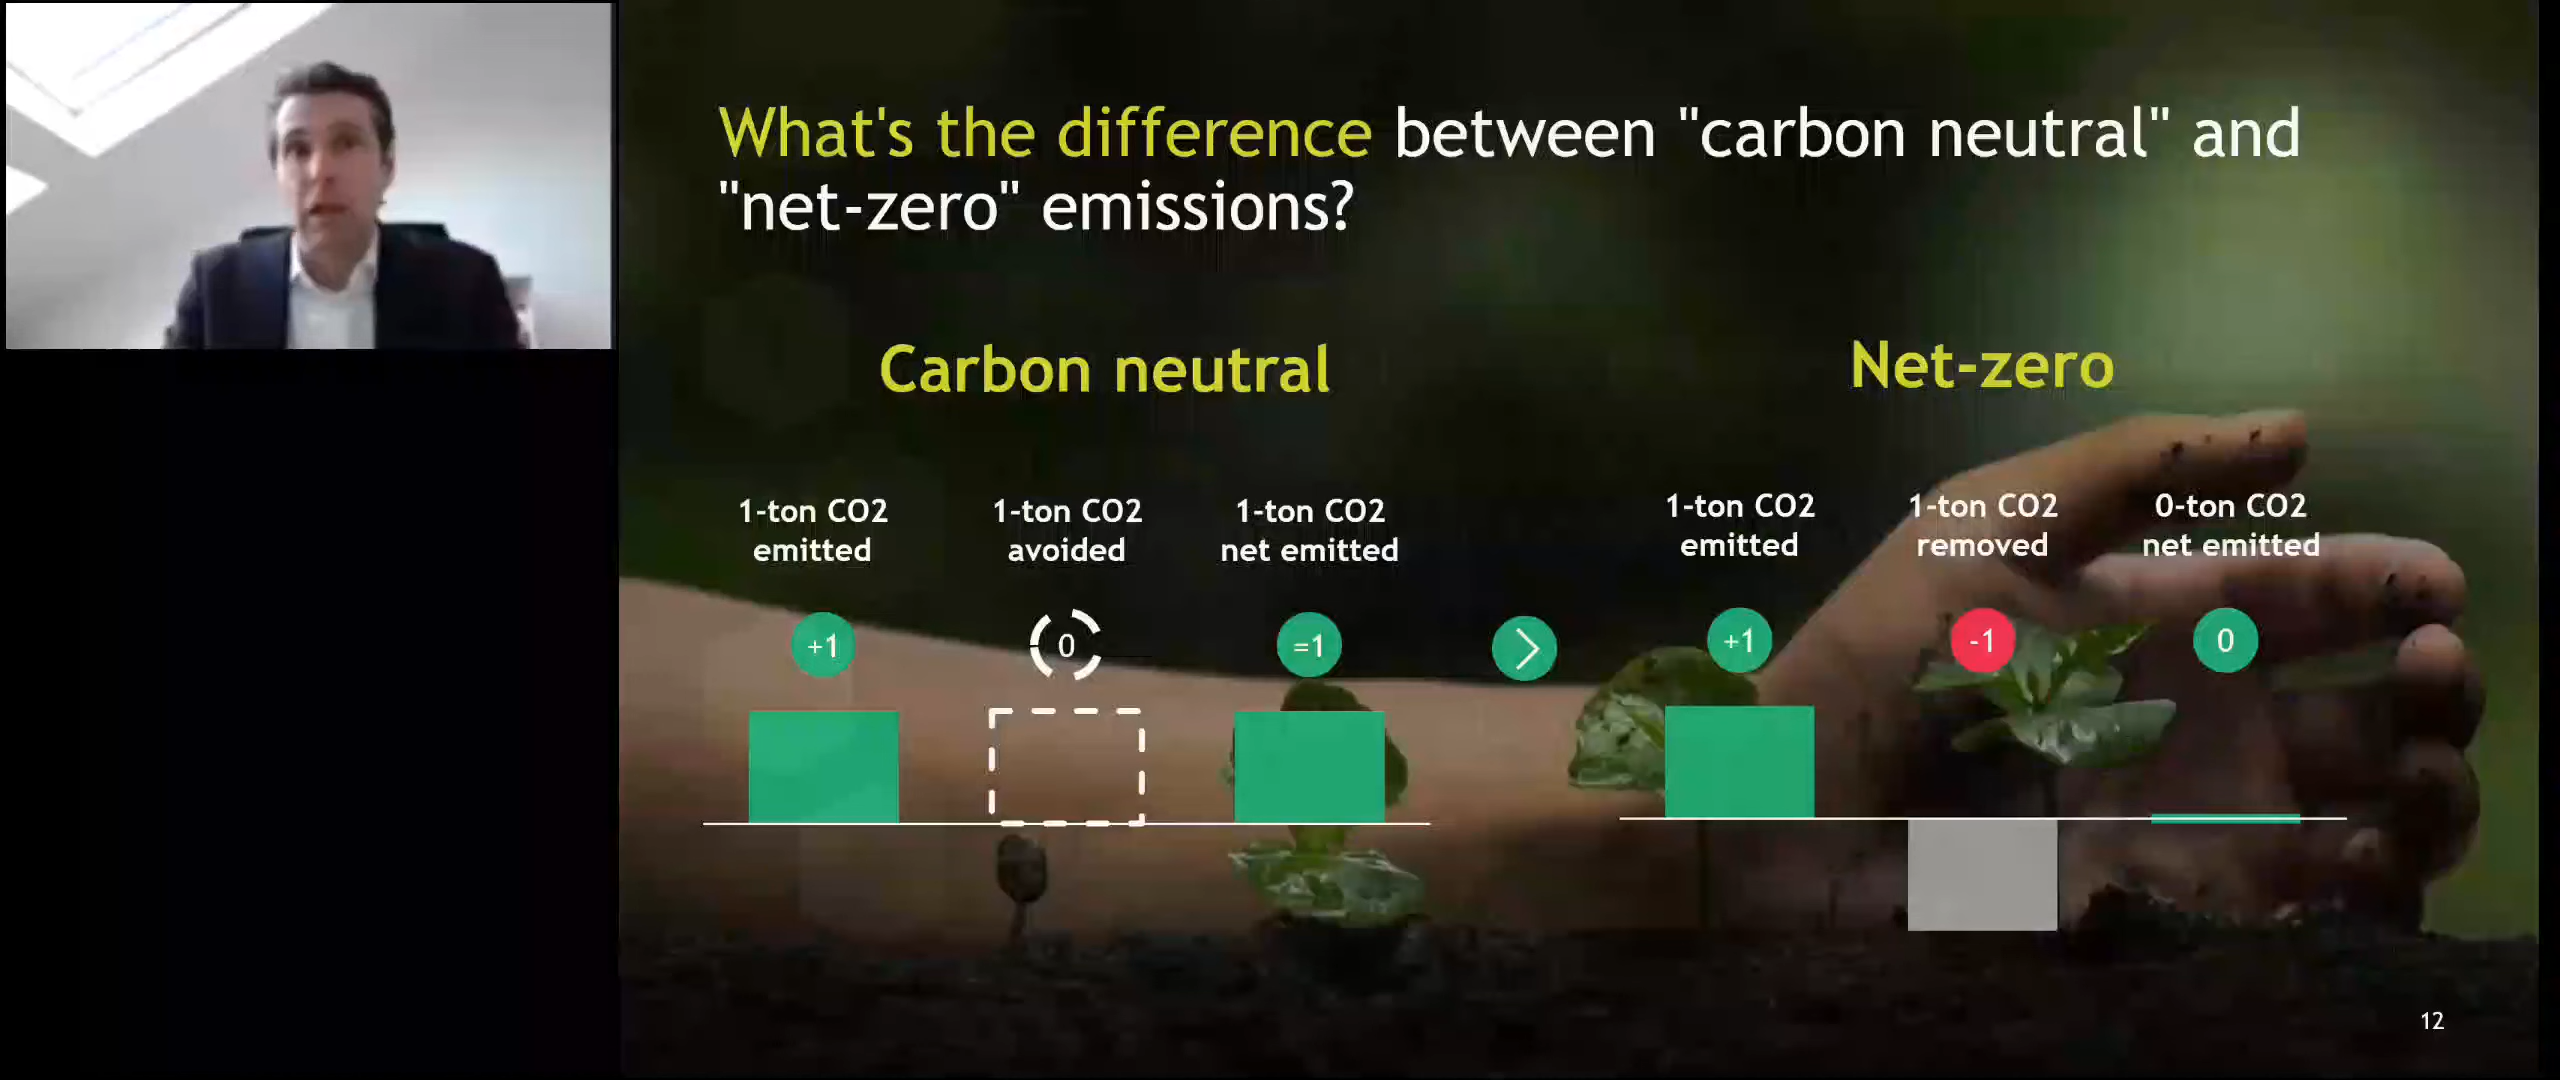 What's the difference between "carbon neutral" and
"net-zero" emissions?
Carbon neutral
1-ton CO2
emitted
1-ton CO2
avoided
1-ton CO2
net emitted
+1
0
=1
Net-zero
1-ton CO2
emitted
1-ton CO2
removed
0-ton CO2
net emitted
+1
-1
0
12